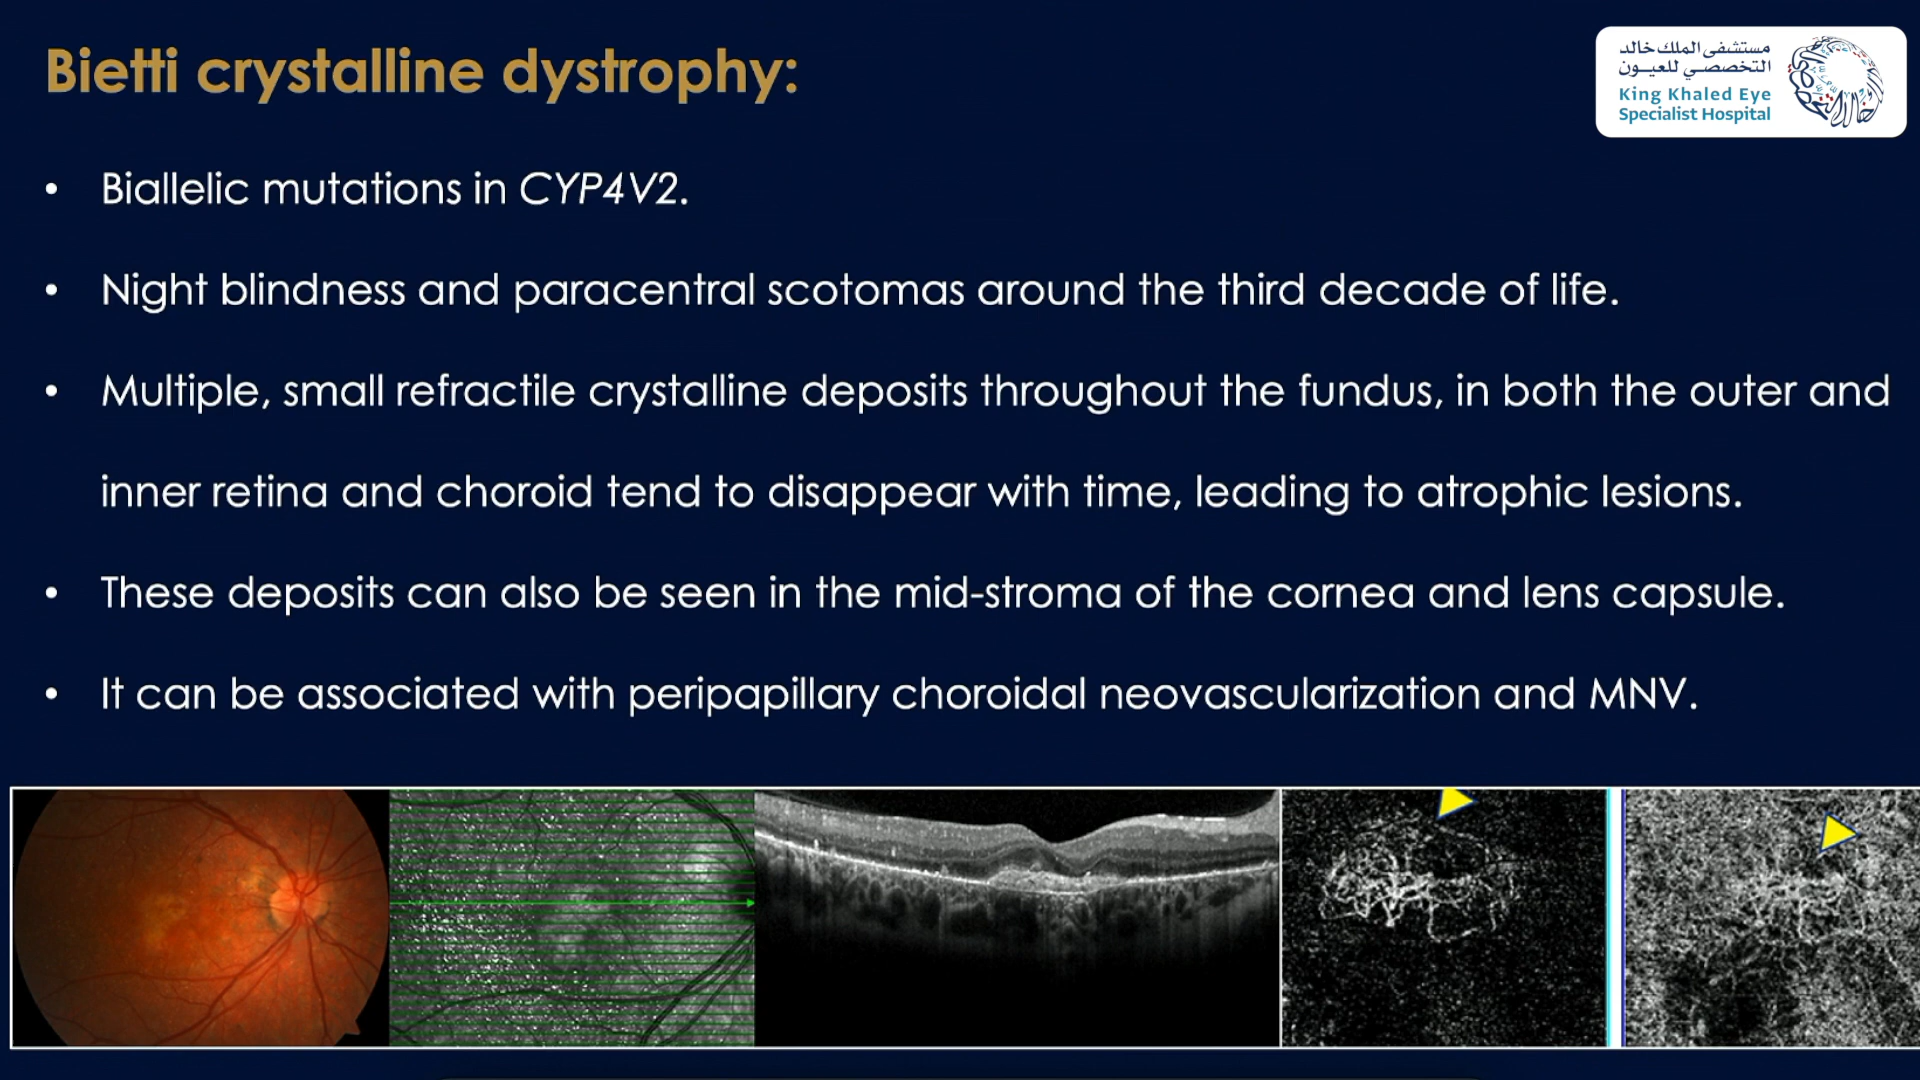 Bietti crystalline dystrophy:
مستشفى الملك خالد
التخصصي للعيون
King Khaled Eye
Specialist Hospital
• Biallelic mutations in CYP4V2.
• Night blindness and paracentral scotomas around the third decade of life.
• Multiple, small refractile crystalline deposits throughout the fundus, in both the outer and
inner retina and choroid tend to disappear with time, leading to atrophic lesions.
• These deposits can also be seen in the mid-stroma of the cornea and lens capsule.
• It can be associated with peripapillary choroidal neovascularization and MNV.